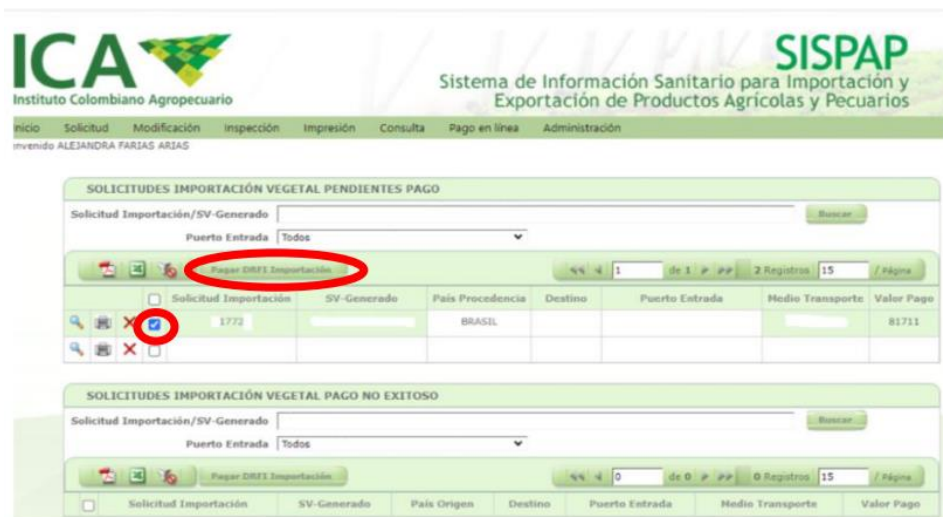 ICA
Instituto Colombiano Agropecuario
SISPAP
Sistema de Información Sanitario para Importación y
Exportación de Productos Agrícolas y Pecuarios
nicio Solicitud Modificación Inspección Impresión Consulta Pago en línea Administración
envenido ALEJANDRA FARIAS ARIAS
SOLICITUDES IMPORTACIÓN VEGETAL PENDIENTES PAGO
Solicitud Importación/SV-Generado Buscar
Puerto Entrada Todos
Pagar DRFI Importación 1 de 1 2 Registros 15 / Página
Solicitud Importación SV-Generado País Procedencia Destino Puerto Entrada Medio Transporte Valor Pago
1772 BRASIL 81711
SOLICITUDES IMPORTACIÓN VEGETAL PAGO NO EXITOSO
Solicitud Importación/SV-Generado Buscar
Puerto Entrada Todos
Pagar DRFI Importación 0 de 0 0 Registros 15 / Página
Solicitud Importación SV-Generado País Origen Destino Puerto Entrada Medio Transporte Valor Pago